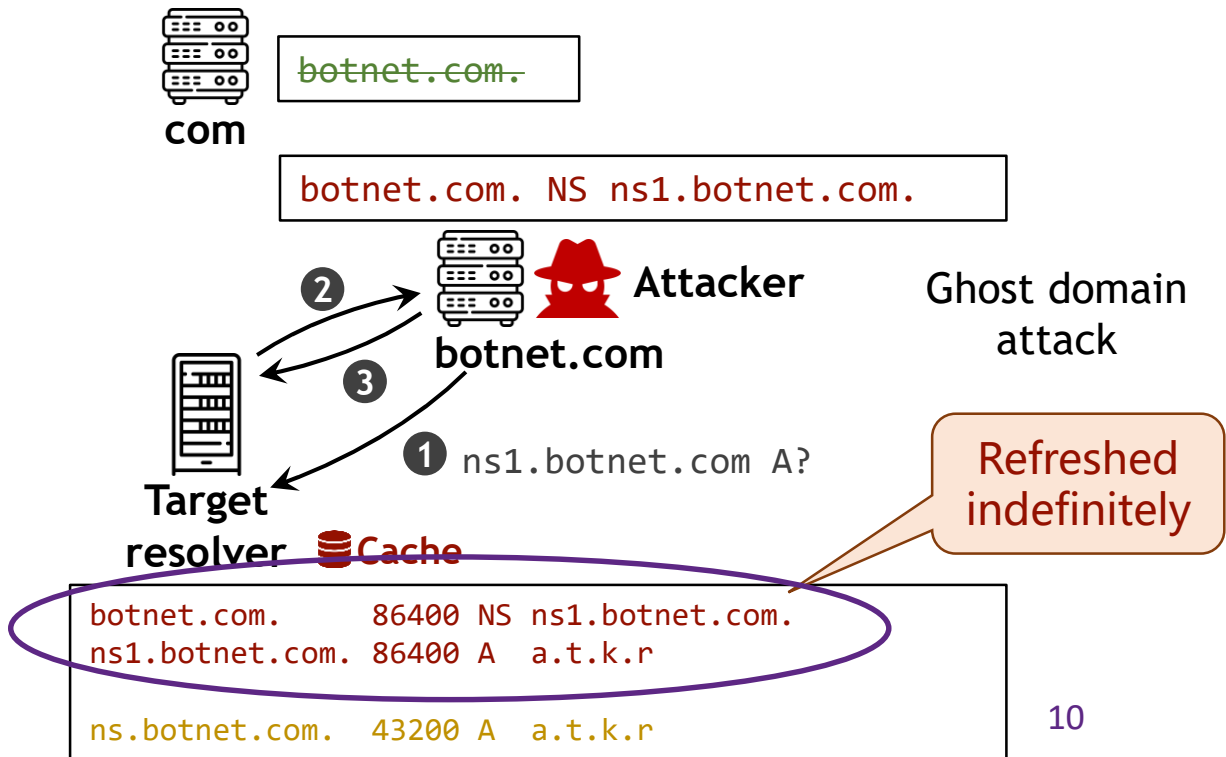 botnet.com.
com
botnet.com. NS ns1.botnet.com.
2
Attacker
Ghost domain
attack
botnet.com
3
1 ns1.botnet.com A?
Refreshed
indefinitely
Target
resolver Cache
botnet.com. 86400 NS ns1.botnet.com.
ns1.botnet.com. 86400 A a.t.k.r
ns.botnet.com. 43200 A a.t.k.r
10